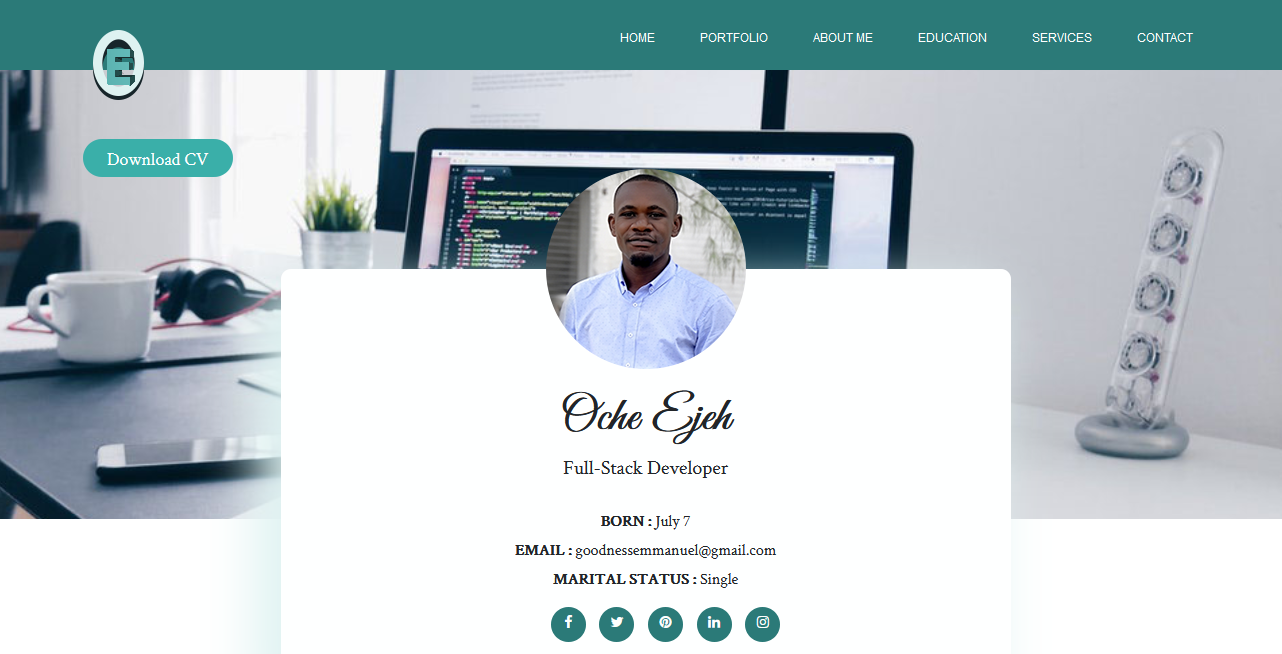 E
HOME PORTFOLIO ABOUT ME EDUCATION SERVICES CONTACT
Download CV
Oche Ejeh
Full-Stack Developer
BORN : July 7
EMAIL : goodnessemmanuel@gmail.com
MARITAL STATUS : Single